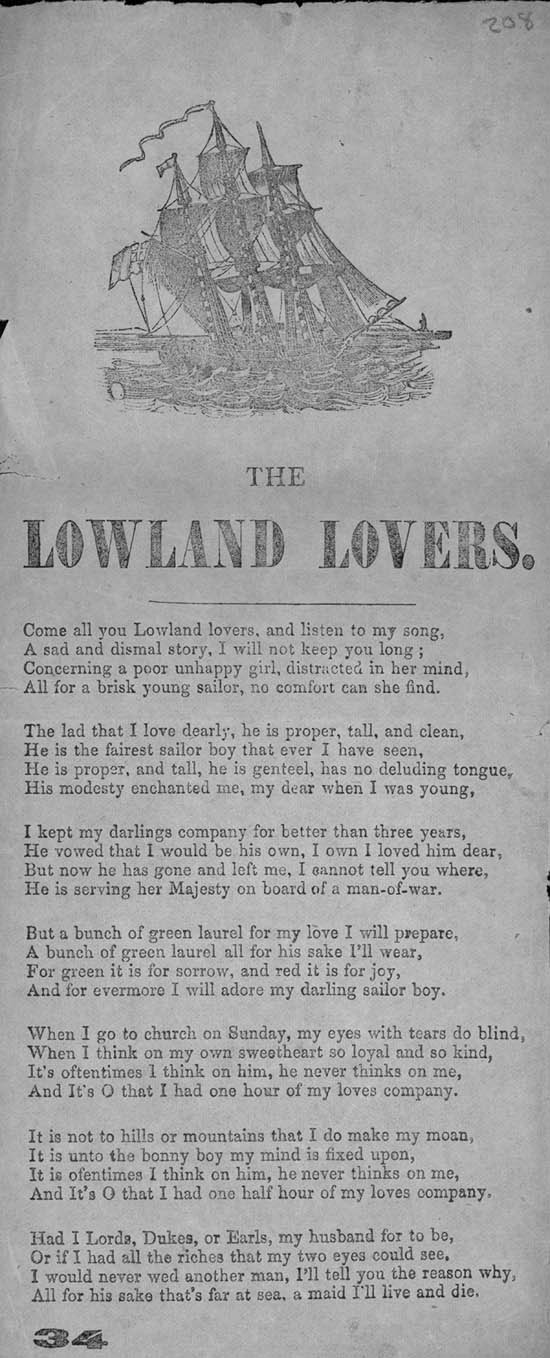 208
THE
LOWLAND LOVERS.
Come all you Lowland lovers, and listen to my song,
A sad and dismal story, I will not keep you long ;
Concerning a poor unhappy girl, distracted in her mind,
All for a brisk young sailor, no comfort can she find.
The lad that I love dearly, he is proper, tall, and clean,
He is the fairest sailor boy that ever I have seen,
He is proper, and tall, he is genteel, has no deluding tongue,
His modesty enchanted me, my dear when I was young,
I kept my darlings company for better than three years,
He vowed that I would be his own, I own I loved him dear,
But now he has gone and left me, I cannot tell you where,
He is serving her Majesty on board of a man-of-war.
But a bunch of green laurel for my love I will prepare,
A bunch of green laurel all for his sake I'll wear,
For green it is for sorrow, and red it is for joy,
And for evermore I will adore my darling sailor boy.
When I go to church on Sunday, my eyes with tears do blind,
When I think on my own sweetheart so loyal and so kind,
It's oftentimes I think on him, he never thinks on me,
And It's O that I had one hour of my loves company.
It is not to hills or mountains that I do make my moan,
It is unto the bonny boy my mind is fixed upon,
It is ofentimes I think on him, he never thinks on me,
And It's O that I had one half hour of my loves company.
Had I Lords, Dukes, or Earls, my husband for to be,
Or if I had all the riches that my two eyes could see.
I would never wed another man, I'll tell you the reason why,
All for his sake that's far at sea, a maid I'll live and die.
34